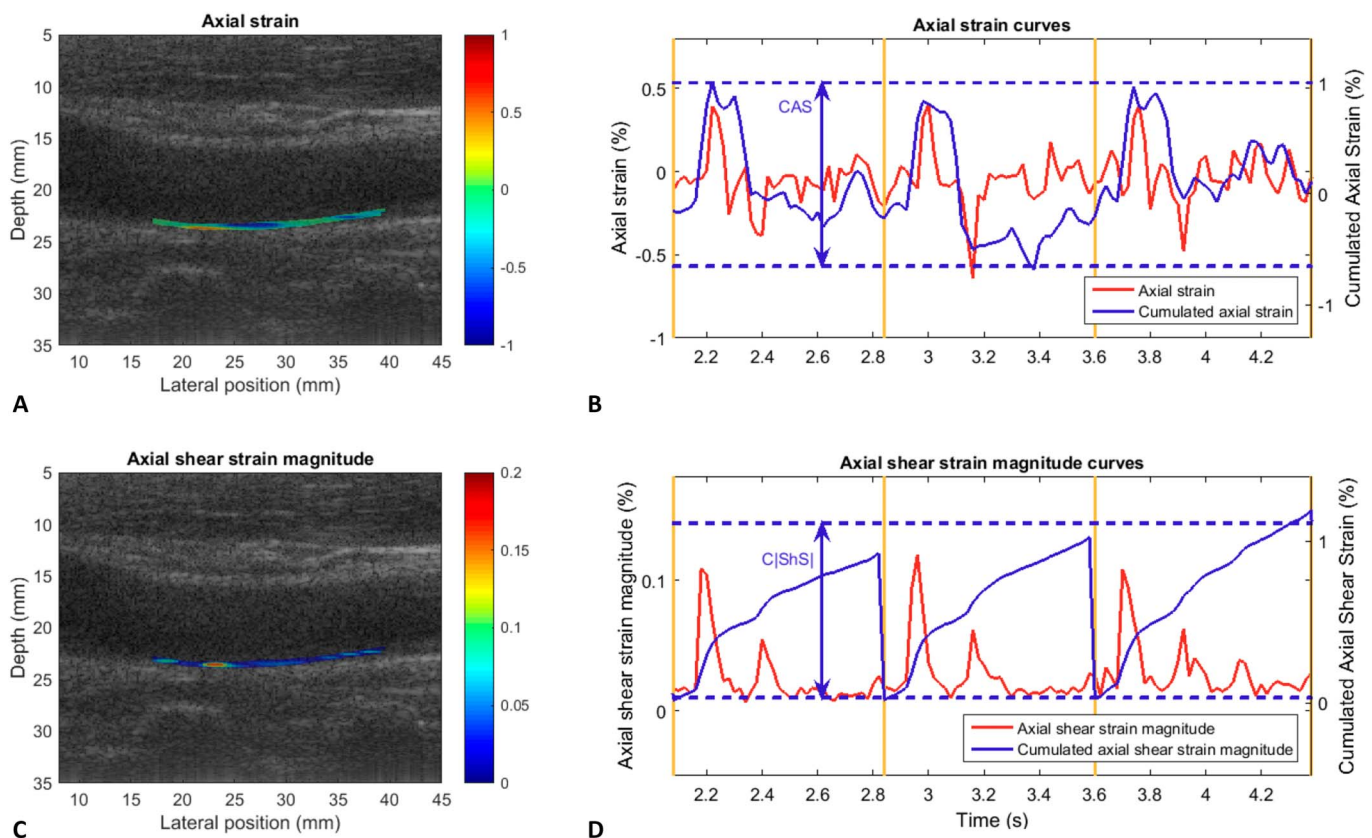 Axial strain
5
10
15
20
25
30
35
Depth (mm)
10 15 20 25 30 35 40 45
Lateral position (mm)
1
0.5
0
-0.5
-1
A
Axial strain curves
0.5
0
-0.5
-1
Axial strain (%)
CAS
1
0
-1
Cumulated Axial Strain (%)
Axial strain
Cumulated axial strain
2.2 2.4 2.6 2.8 3 3.2 3.4 3.6 3.8 4 4.2
B
Axial shear strain magnitude
5
10
15
20
25
30
35
Depth (mm)
10 15 20 25 30 35 40 45
Lateral position (mm)
0.2
0.15
0.1
0.05
0
C
Axial shear strain magnitude curves
0.1
0
Axial shear strain magnitude (%)
C|ShS|
1
0
Cumulated Axial Shear Strain (%)
Axial shear strain magnitude
Cumulated axial shear strain magnitude
2.2 2.4 2.6 2.8 3 3.2 3.4 3.6 3.8 4 4.2
Time (s)
D